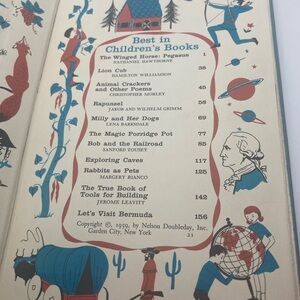 Best in
Children's Books
The Winged Horse: Pegasus 1
NATHANIEL HAWTHORNE
Lion Cub 38
HAMILTON WILLIAMSON
Animal Crackers
and Other Poems 45
CHRISTOPHER MORLEY
Rapunzel 58
JAKOB AND WILHELM GRIMM
Milly and Her Dogs 69
LENA BARKSDALE
The Magic Porridge Pot 77
Bob and the Railroad 85
SANFORD TOUSEY
Exploring Caves 117
Rabbits as Pets 125
MARGERY BIANCO
The True Book of
Tools for Building 142
JEROME LEAVITT
Let's Visit Bermuda 156
Copyright ©, 1959, by Nelson Doubleday, Inc.
Garden City, New York
21